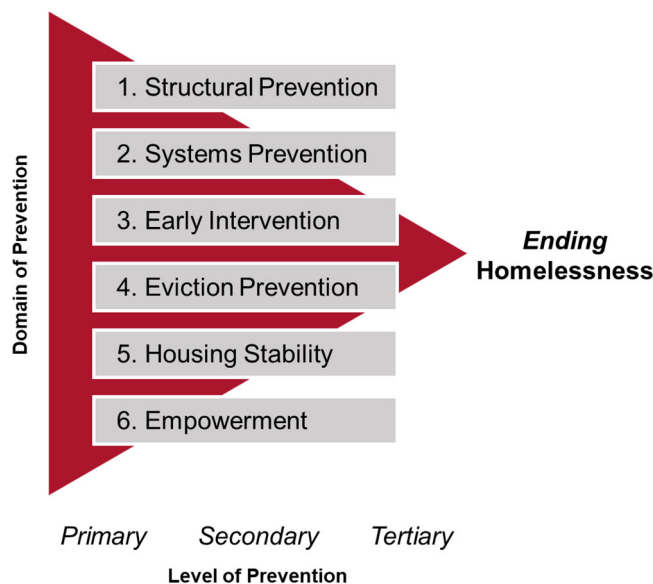 Domain of Prevention
1. Structural Prevention
2. Systems Prevention
3. Early Intervention
4. Eviction Prevention
5. Housing Stability
6. Empowerment
Ending
Homelessness
Primary Secondary Tertiary
Level of Prevention